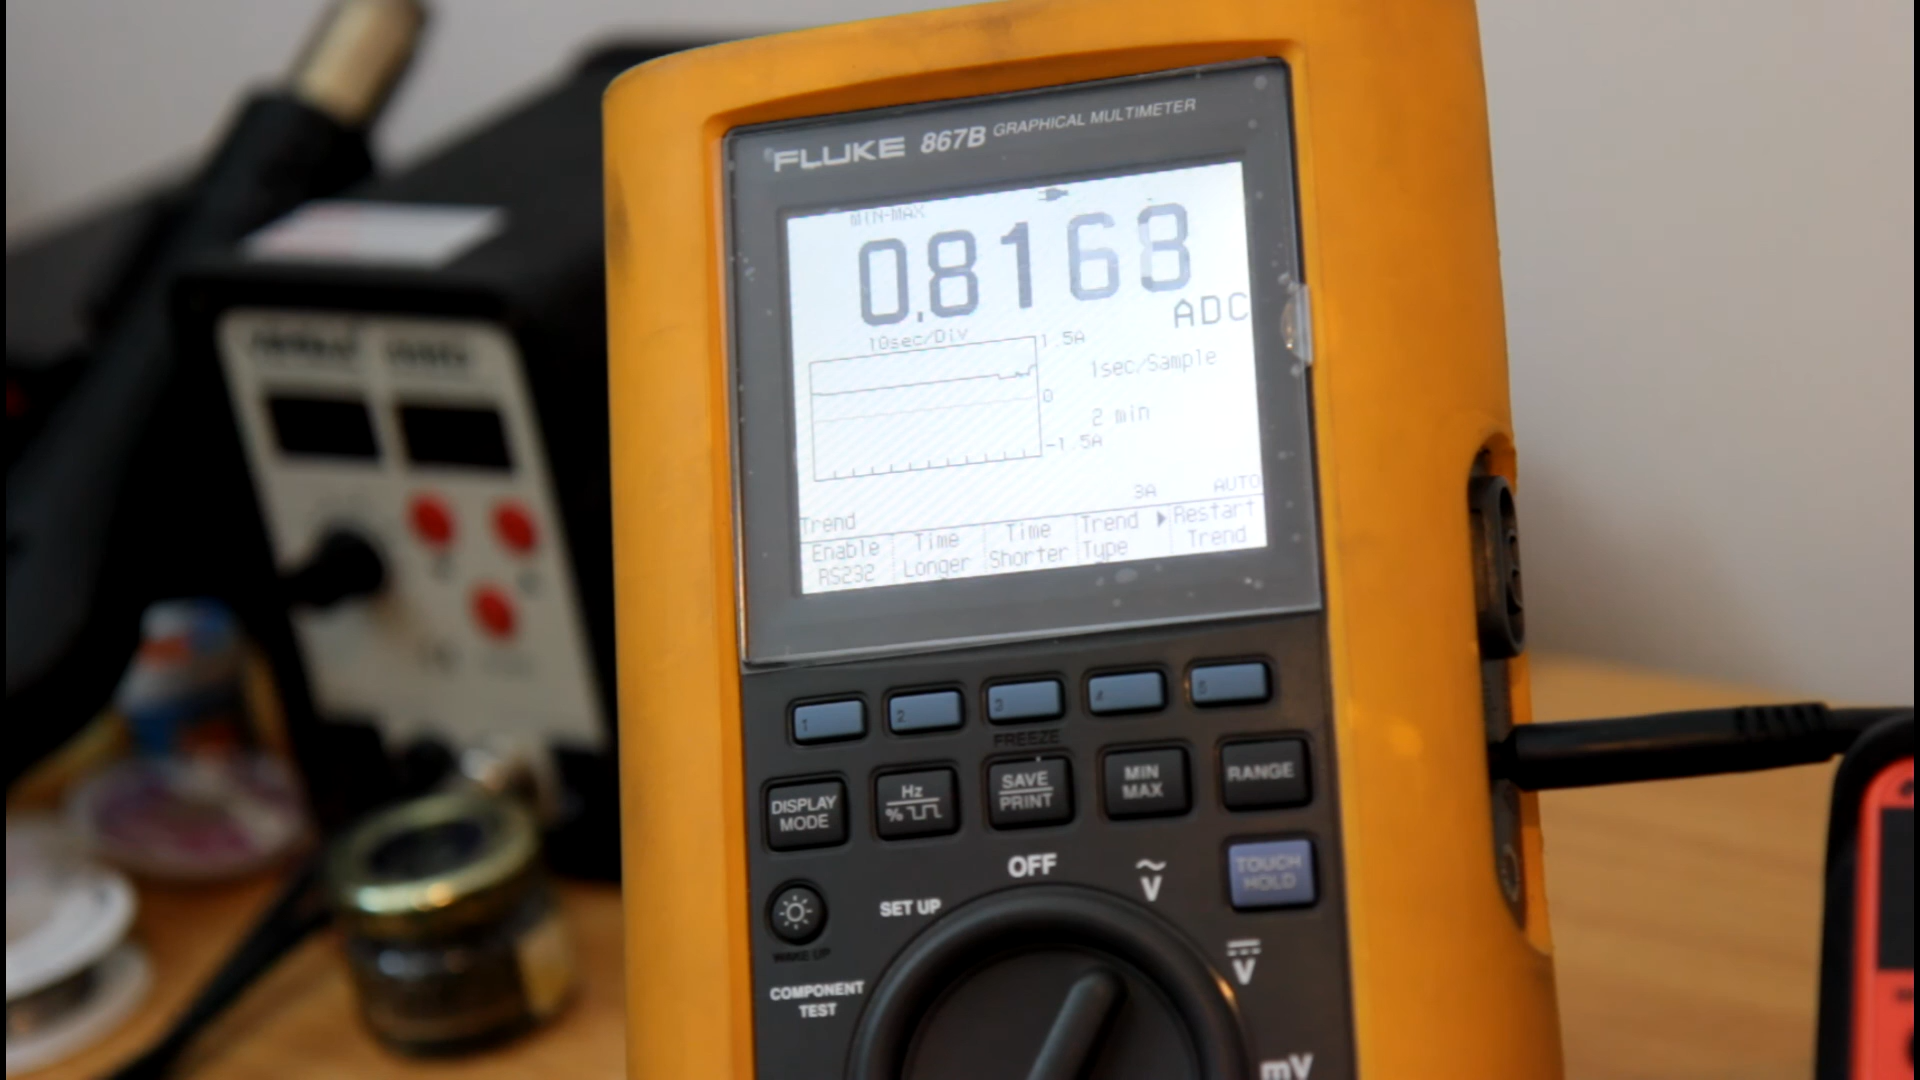 FLUKE 867B GRAPHICAL MULTIMETER
MIN-MAX
0.8163
ADC
10sec/Div
1.5A
1sec/Sample
0
2 min
-1.5A
3A AUTO
Trend
Enable RS232
Time Longer
Time Shorter
Trend Type
Restart Trend
1 2 3 4 5
FREEZE
DISPLAY MODE
Hz %
SAVE PRINT
MIN MAX
RANGE
TOUCH HOLD
OFF
V
SET UP
WAKE UP
V
COMPONENT TEST
mV